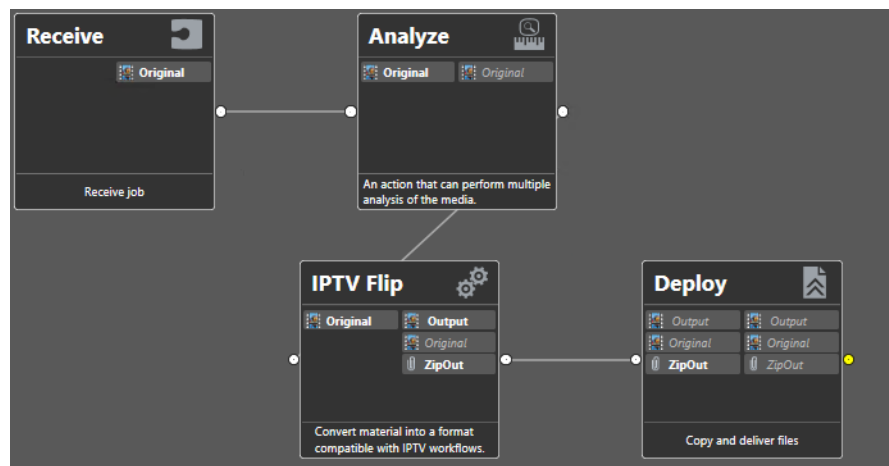 Receive
Original
Receive job
Analyze
Original Original
An action that can perform multiple
analysis of the media.
IPTV Flip
Original Output
Original
ZipOut
Convert material into a format
compatible with IPTV workflows.
Deploy
Output Output
Original Original
ZipOut ZipOut
Copy and deliver files